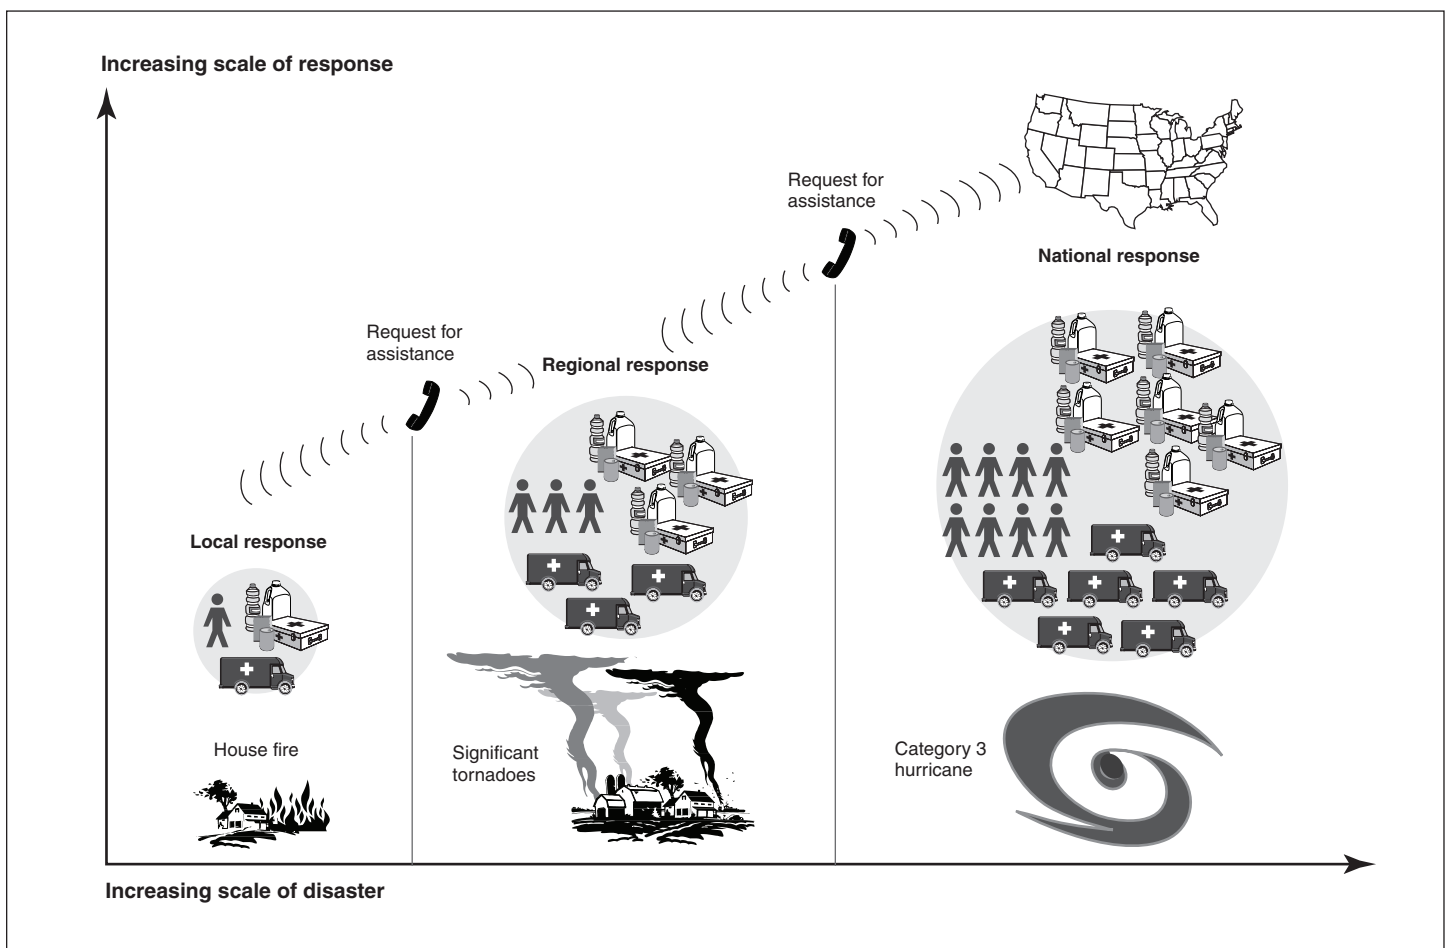 Increasing scale of response
Request for
assistance
National response
Request for
assistance
Regional response
Local response
House fire
Significant
tornadoes
Category 3
hurricane
Increasing scale of disaster